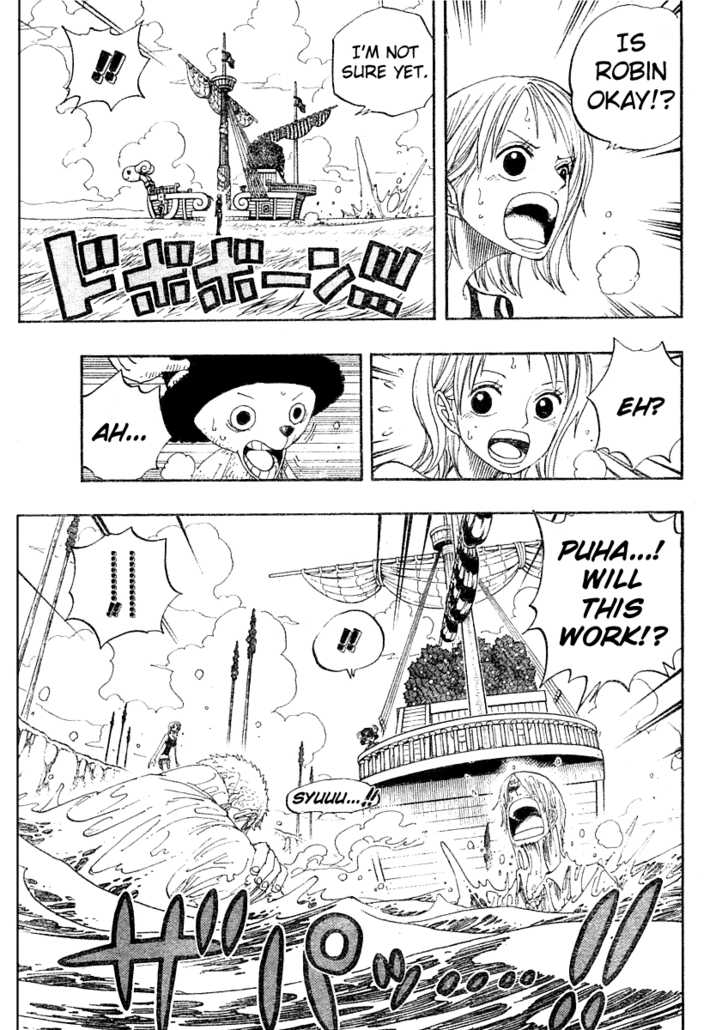 IS
ROBIN
OKAY!?
I'M NOT
SURE YET.
!!
ドボボーン!!!
EH?
AH...
PUHA...!
WILL
THIS
WORK!?
!!
!!
SYUUU...!!
ザパッ....!!